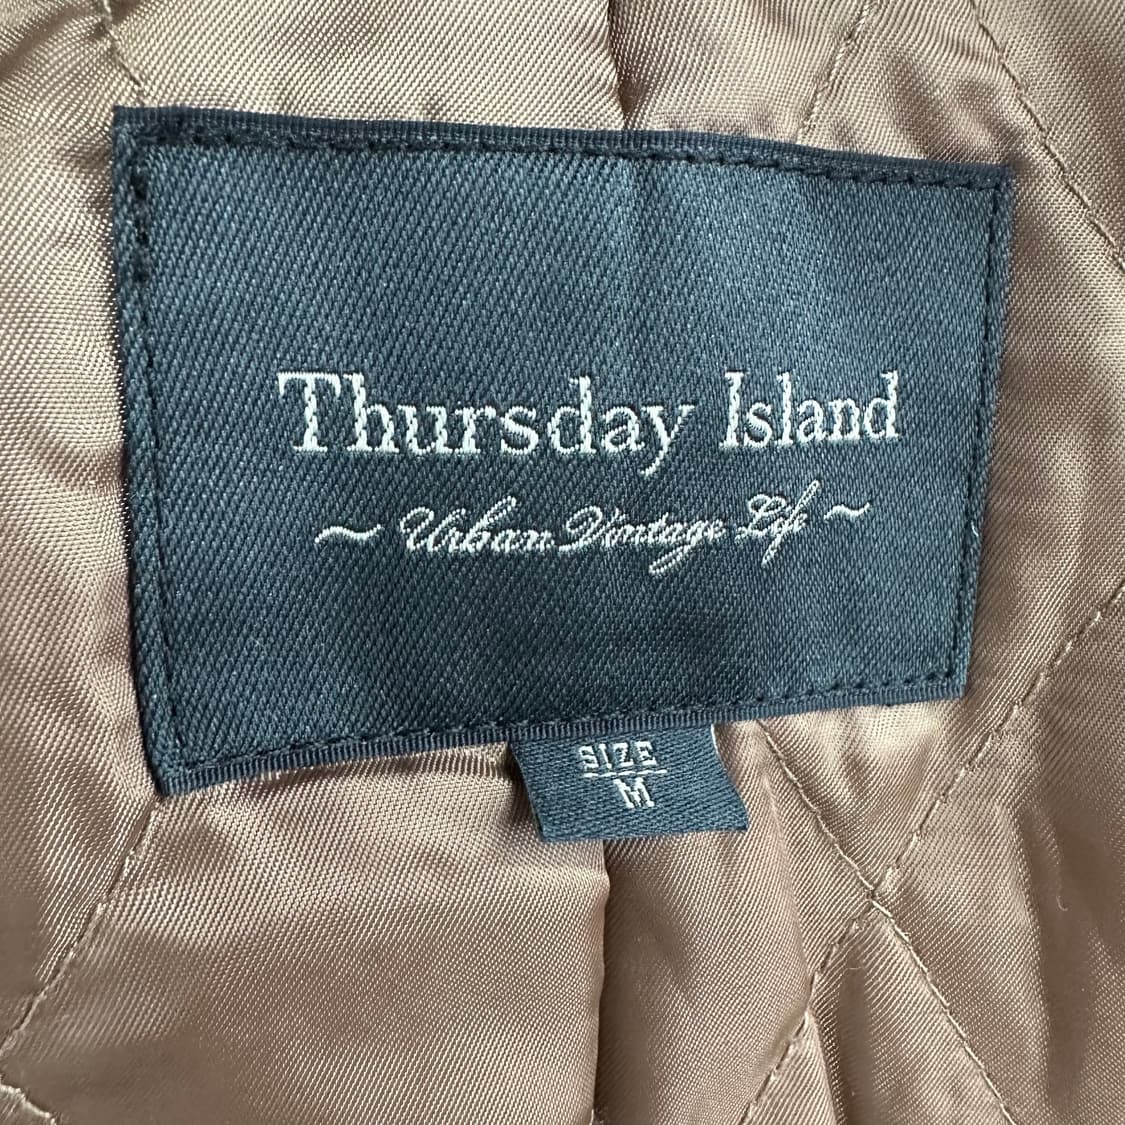 Thursday Island
~ Urban Vintage Life ~
SIZE
M